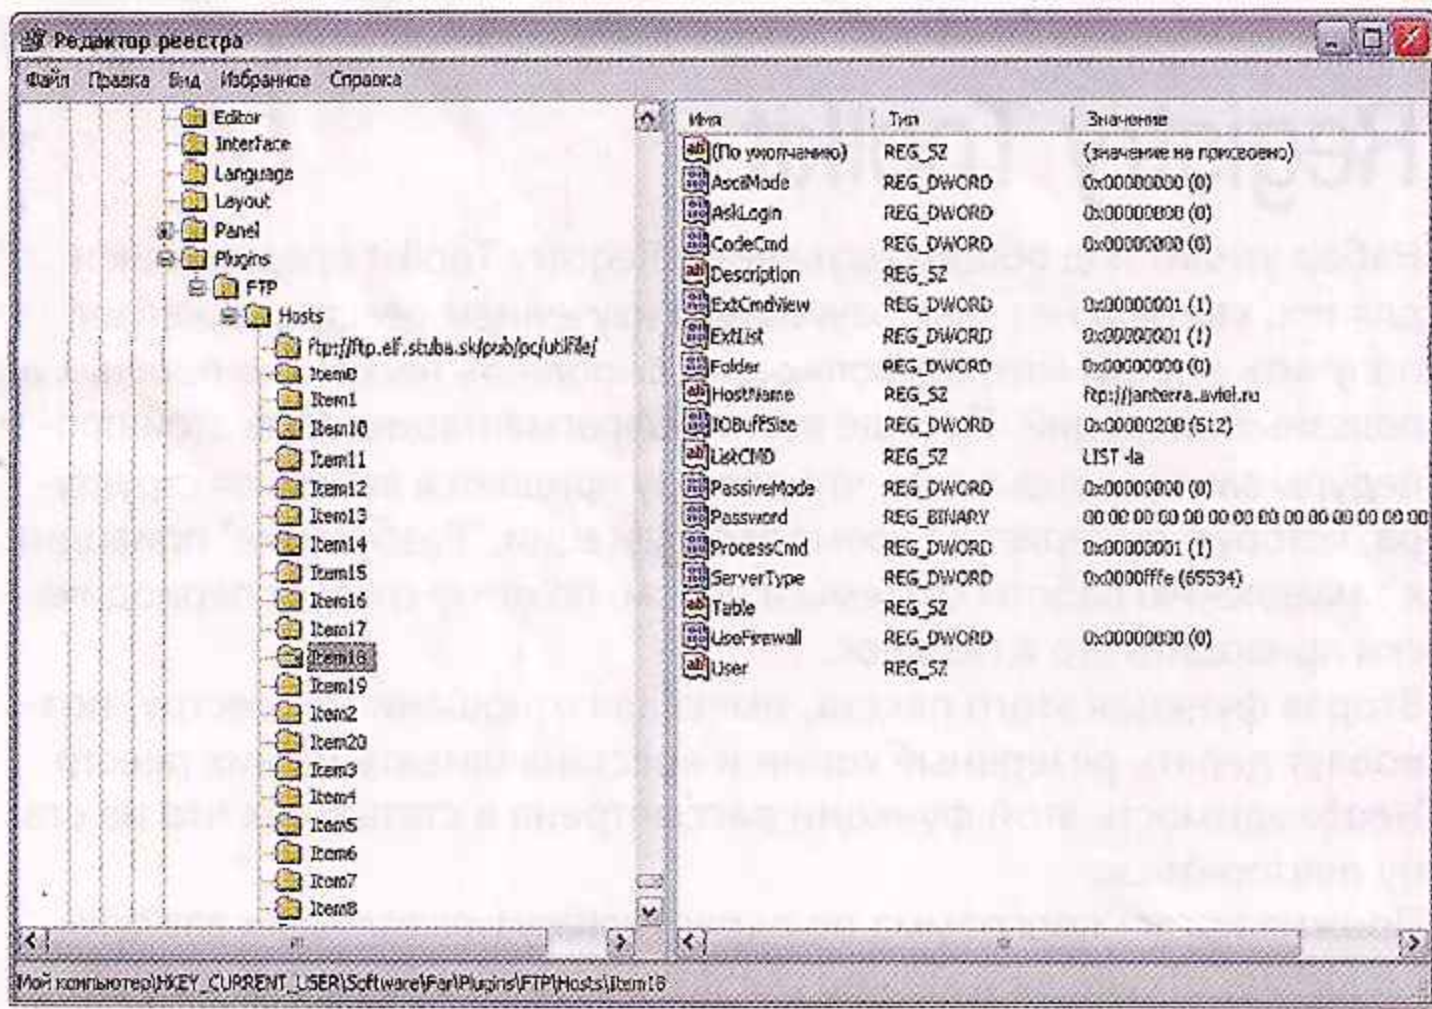 Редактор реестра
Файл Правка Вид Избранное Справка
Editor
Interface
Language
Layout
Panel
Plugins
FTP
Hosts
ftp://ftp.elf.stuba.sk/pub/pc/utilfile/
Item0
Item1
Item10
Item11
Item12
Item13
Item14
Item15
Item16
Item17
Item18
Item19
Item2
Item20
Item3
Item4
Item5
Item6
Item7
Item8
Имя Тип Значение
(По умолчанию) REG_SZ (значение не присвоено)
AsciiMode REG_DWORD 0x00000000 (0)
AskLogin REG_DWORD 0x00000000 (0)
CodeCmd REG_DWORD 0x00000000 (0)
Description REG_SZ
ExtCmdView REG_DWORD 0x00000001 (1)
ExtList REG_DWORD 0x00000001 (1)
Folder REG_DWORD 0x00000000 (0)
HostName REG_SZ ftp://janterra.aviel.ru
IOBuffSize REG_DWORD 0x00000200 (512)
ListCMD REG_SZ LIST -la
PassiveMode REG_DWORD 0x00000000 (0)
Password REG_BINARY 00 00 00 00 00 00 00 00 00 00 00 00 00 00
ProcessCmd REG_DWORD 0x00000001 (1)
ServerType REG_DWORD 0x0000fffe (65534)
Table REG_SZ
UseFirewall REG_DWORD 0x00000000 (0)
User REG_SZ
Мой компьютер\HKEY_CURRENT_USER\Software\Far\Plugins\FTP\Hosts\Item18